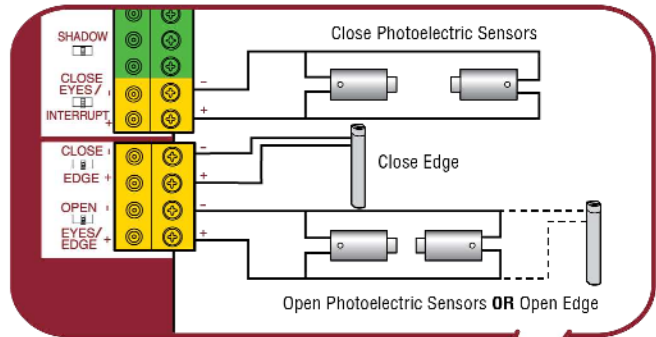 SHADOW
Close Photoelectric Sensors
CLOSE
EYES/ -
INTERRUPT +
-
+
CLOSE -
EDGE +
-
+
Close Edge
OPEN -
EYES/
EDGE +
-
+
Open Photoelectric Sensors OR Open Edge